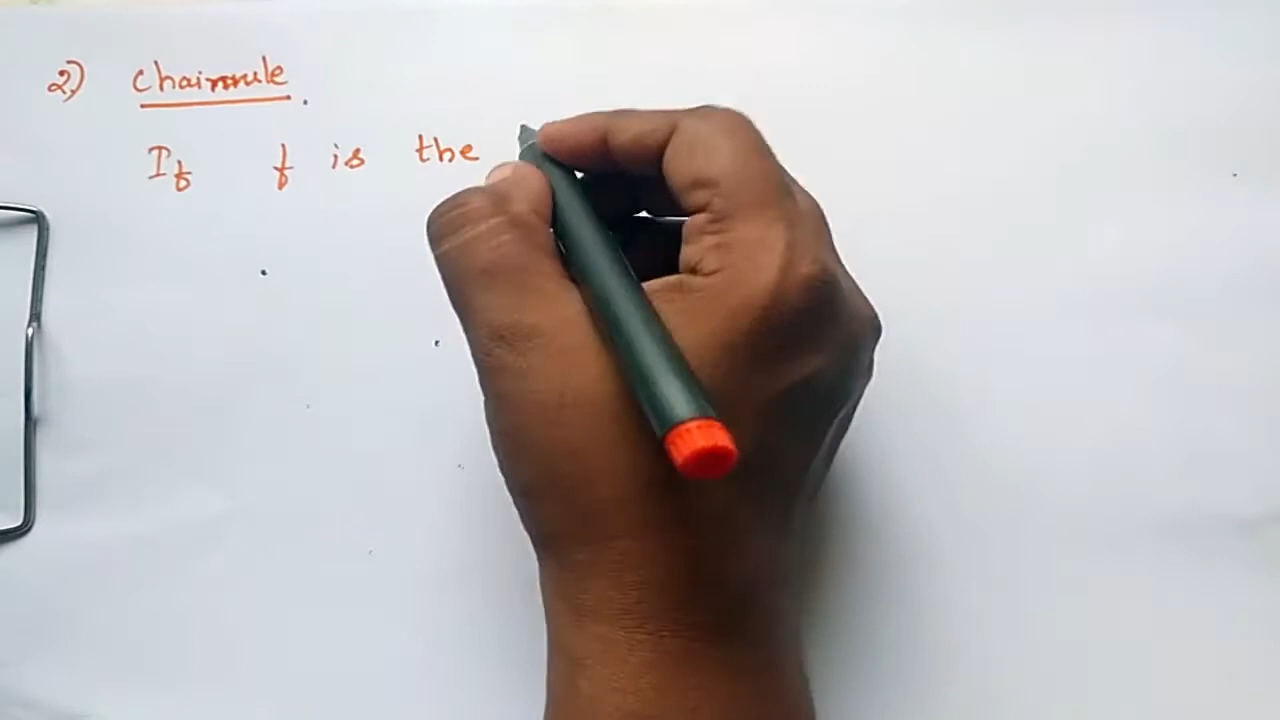 2) Chainrule.
If f is the